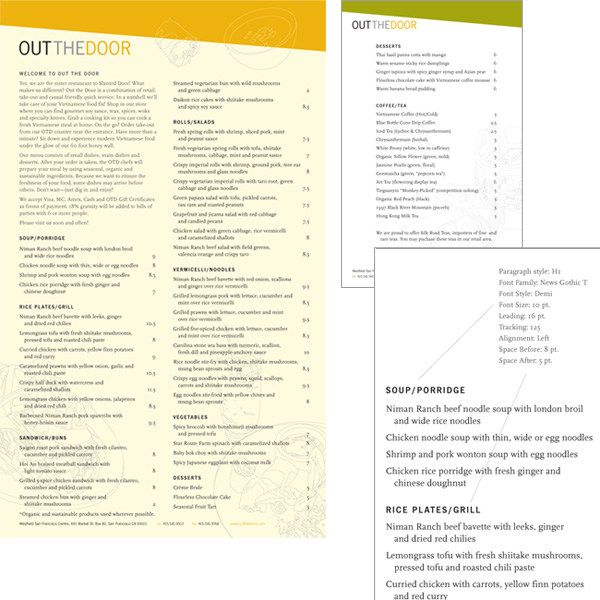 OUTTHEDOOR
WELCOME TO OUT THE DOOR
Yes, we are the sister restaurant to Slanted Door! What
makes us different? Out the Door is a combination of retail,
take-out and casual friendly quick service. In a nutshell we'll
take care of your Vietnamese food fix! Shop in our store
where you can find gourmet soy sauce, teas, spices, woks
and specialty knives. Grab a cooking kit so you can cook a
fresh Vietnamese meal at home. On the go? Order take-out
from our OTD counter near the entrance. Have more than a
minute? Sit down and experience modern Vietnamese food
under the glow of our fort honey wall.
Our menu consists of small dishes, main dishes and
desserts. After your order is taken, the OTD chefs will
prepare your meal by using seasonal, organic and
sustainable ingredients. Because we want to ensure the
freshness of your food, some dishes may arrive before
others. Don't wait—just dig in and enjoy!
We accept Visa, MC, Amex, Cash and OTD Gift Certificates
as forms of payment. 18% gratuity will be added to bills of
parties with 6 or more people.
Please visit us soon and often!
SOUP/PORRIDGE
Niman Ranch beef noodle soup with london broil
and wide rice noodles 9
Chicken noodle soup with thin, wide or egg noodles 8
Shrimp and pork wonton soup with egg noodles 8.5
Chicken rice porridge with fresh ginger and
chinese doughnut 7
RICE PLATES/GRILL
Niman Ranch beef bavette with leeks, ginger
and dried red chilies 10.5
Lemongrass tofu with fresh shiitake mushrooms,
pressed tofu and roasted chili paste 8
Curried chicken with carrots, yellow finn potatoes
and red curry 9
Caramelized prawns with yellow onion, garlic and
roasted chili paste 10.5
Crispy half duck with watercress and
caramelized shallots 11.5
Lemongrass chicken with yellow onions, jalapenos
and dried red chili 8.5
Barbecued Niman Ranch pork spareribs with
honey-hoisin sauce 9.5
SANDWICH/BUNS
Saigon roast pork sandwich with fresh cilantro,
cucumber and pickled carrots 8
Hoi An braised meatball sandwich with
light tomato sauce 8
Grilled 5-spice chicken sandwich with fresh cilantro,
cucumber and pickled carrots 8
Steamed chicken bun with ginger and
shiitake mushrooms
*Organic and sustainable products used wherever possible.
Steamed vegetarian bun with wild mushrooms
and green cabbage
Daikon rice cakes with shiitake mushrooms
and spicy soy sauce 8.5
ROLLS/SALADS
Fresh spring rolls with shrimp, sliced pork, mint
and peanut sauce 7.5
Fresh vegetarian spring rolls with tofu, shiitake
mushrooms, cabbage, mint and peanut sauce 7
Crispy imperial rolls with shrimp, ground pork, tree ear
mushrooms and glass noodles 8
Crispy vegetarian imperial rolls with taro root, green
cabbage and glass noodles 7.5
Green papaya salad with tofu, pickled carrots,
rau ram and roasted peanuts 7.5
Grapefruit and jicama salad with red cabbage
and candied pecans 7.5
Chicken salad with green cabbage, rice vermicelli
and caramelized shallots 8
Niman Ranch beef salad with field greens,
valencia orange and crispy taro 8.5
VERMICELLI/NOODLES
Niman Ranch beef bavette with red onion, scallions
and ginger over rice vermicelli 9.5
Grilled lemongrass pork with lettuce, cucumber and
mint over rice vermicelli 8.5
Grilled prawns with lettuce, cucumber and mint
over rice vermicelli 9.5
Grilled five-spiced chicken with lettuce, cucumber
and mint over rice vermicelli 8.5
Carolina stone sea bass with turmeric, scallion,
fresh dill and pineapple-anchovy sauce 10
Rice noodle stir-fry with chicken, shiitake mushrooms,
mung bean sprouts and egg 8.5
Crispy egg noodles with prawns, squid, scallops,
carrots and shiitake mushrooms 9.5
Egg noodles stir-fried with yellow chives and
mung bean sprouts 8
VEGETABLES
Spicy broccoli with honshimeji mushrooms
and pressed tofu 7
Star Route Farm spinach with caramelized shallots 8
Baby bok choy with shiitake mushrooms 7
Spicy Japanese eggplant with coconut milk 7
DESSERTS
Crème Brule 5
Flourless Chocolate Cake 5
Seasonal Fruit Tart 5
OUTTHEDOOR
DESSERTS
Thai basil panna cotta with mango 6
Warm sesame sticky rice dumplings 6
Ginger tapioca with spicy ginger syrup and Asian pear 6
Flourless chocolate cake with Vietnamese coffee mousse 6
Warm banana bread pudding 6
COFFEE/TEA
Vietnamese Coffee (Hot/Cold) 3
Blue Bottle Cone Drip Coffee 2.5
Iced Tea (lychee & Chrysanthemum) 2.5
Chrysanthemum (herbal) 5
White Peony (white, low in caffeine) 5
Organic Yellow Flower (green, mild) 5
Jasmine Pearls (green, floral) 5
Genmaicha (green, "popcorn tea") 5
Art Tea (flowering display tea) 6
Tieguanyin "Monkey-Picked" (competition oolong) 5
Organic Red Peach (black) 5
1937 Black River Mountain (pu-erh) 5
Hong Kong Milk Tea 3
We are proud to offer Silk Road Teas, importers of fine and
rare teas. You may puchase these teas in our retail area.
Paragraph style: H1
Font Family: News Gothic T
Font Style: Demi
Font Size: 10 pt.
Leading: 16 pt.
Tracking: 125
Alignment: Left
Space Before: 8 pt.
Space After: 5 pt.
SOUP/PORRIDGE
Niman Ranch beef noodle soup with london broil
and wide rice noodles
Chicken noodle soup with thin, wide or egg noodles
Shrimp and pork wonton soup with egg noodles
Chicken rice porridge with fresh ginger and
chinese doughnut
RICE PLATES/GRILL
Niman Ranch beef bavette with leeks, ginger
and dried red chilies
Lemongrass tofu with fresh shiitake mushrooms,
pressed tofu and roasted chili paste
Curried chicken with carrots, yellow finn potatoes
and red curry